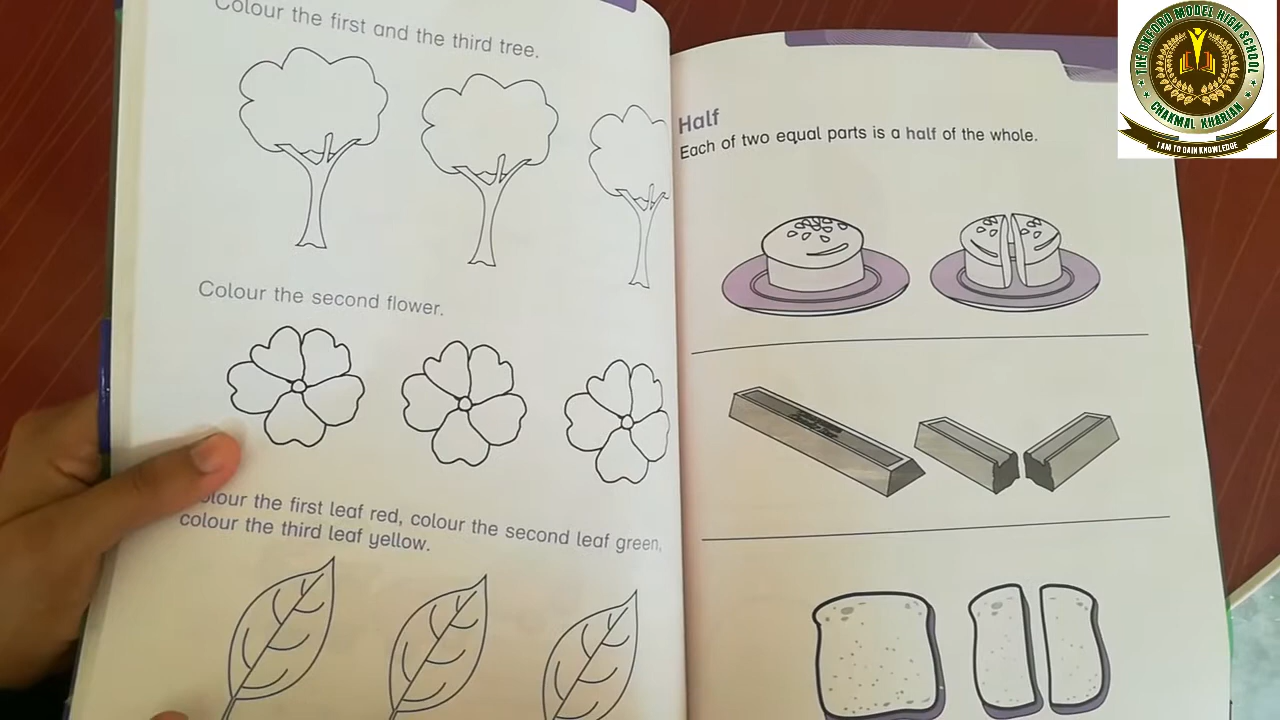 Colour the first and the third tree.
Colour the second flower.
Colour the first leaf red, colour the second leaf green,
colour the third leaf yellow.
Half
Each of two equal parts is a half of the whole.
THE OXFORD MODEL HIGH SCHOOL
CHAKMAL KHARIAN
I AM TO GAIN KNOWLEDGE